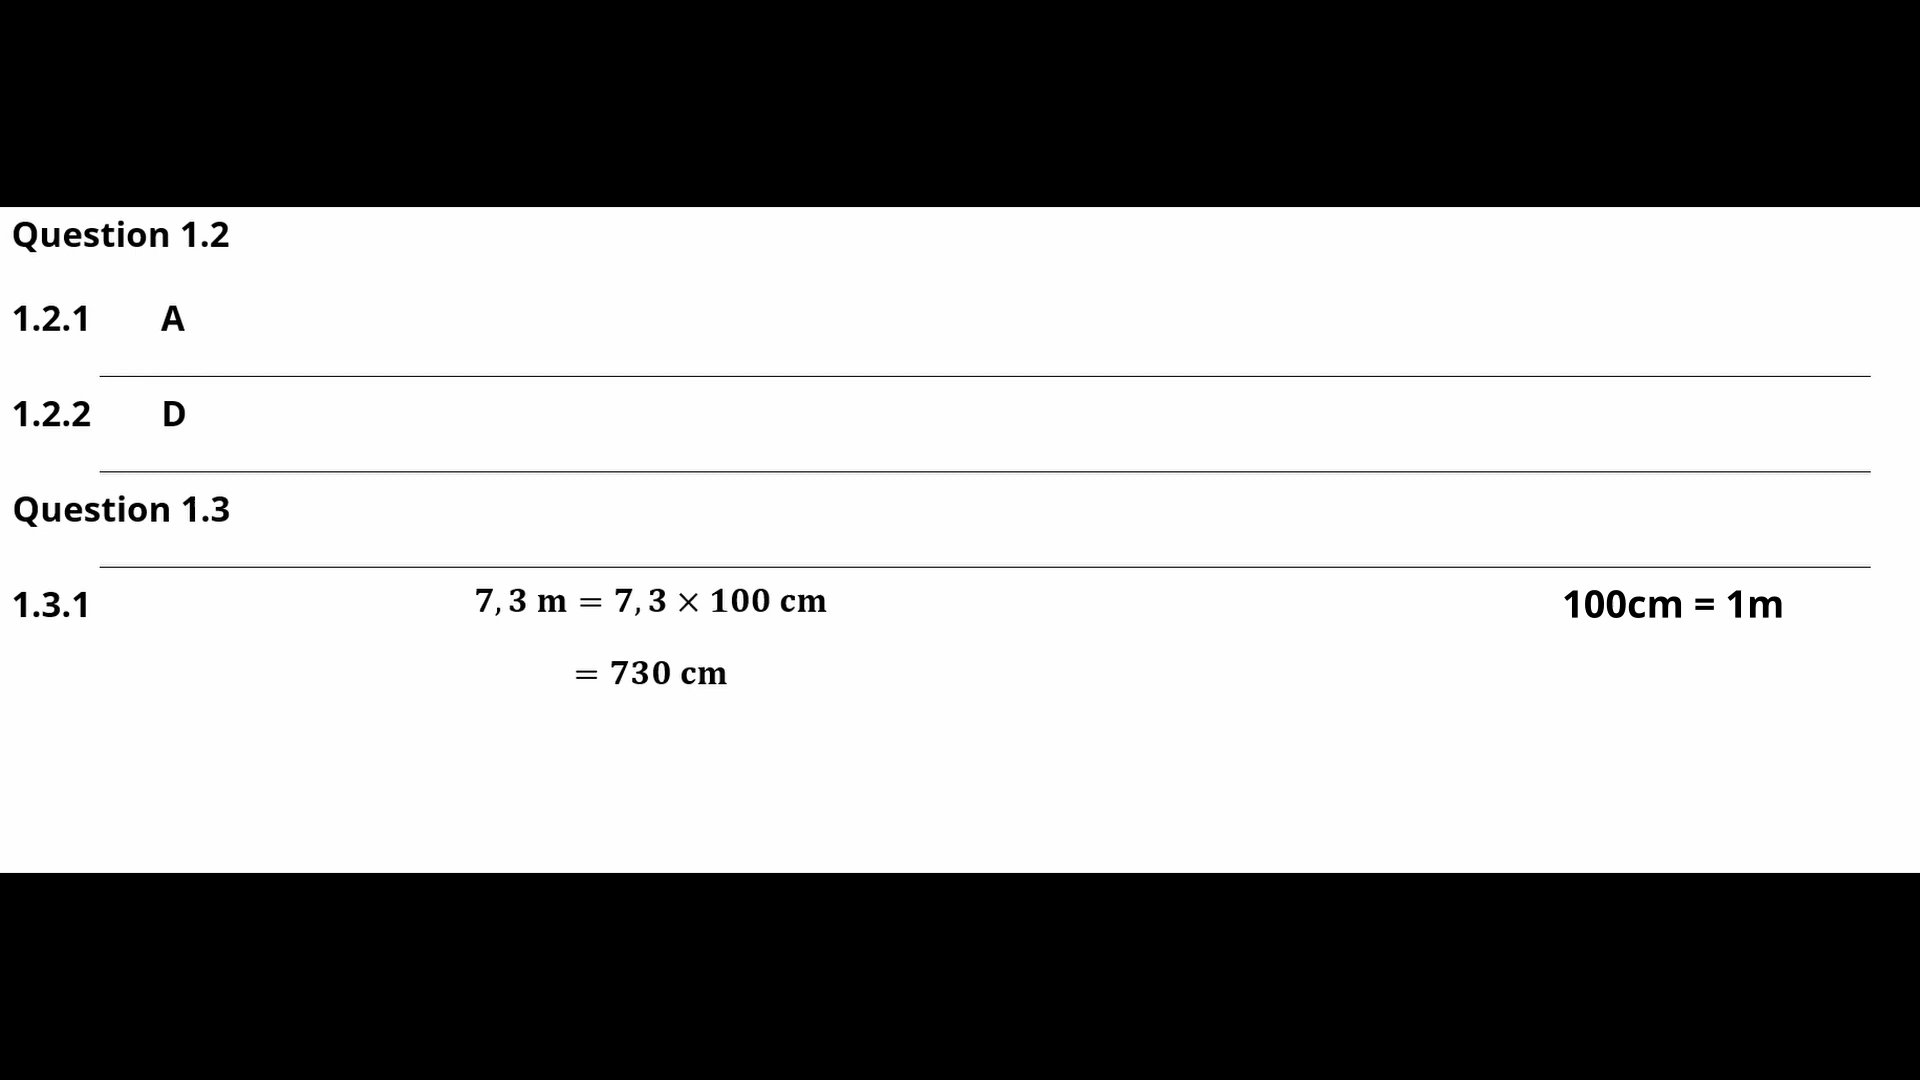 Question 1.2
1.2.1 A
1.2.2 D
Question 1.3
1.3.1 7, 3 m = 7, 3 × 100 cm 100cm = 1m
= 730 cm